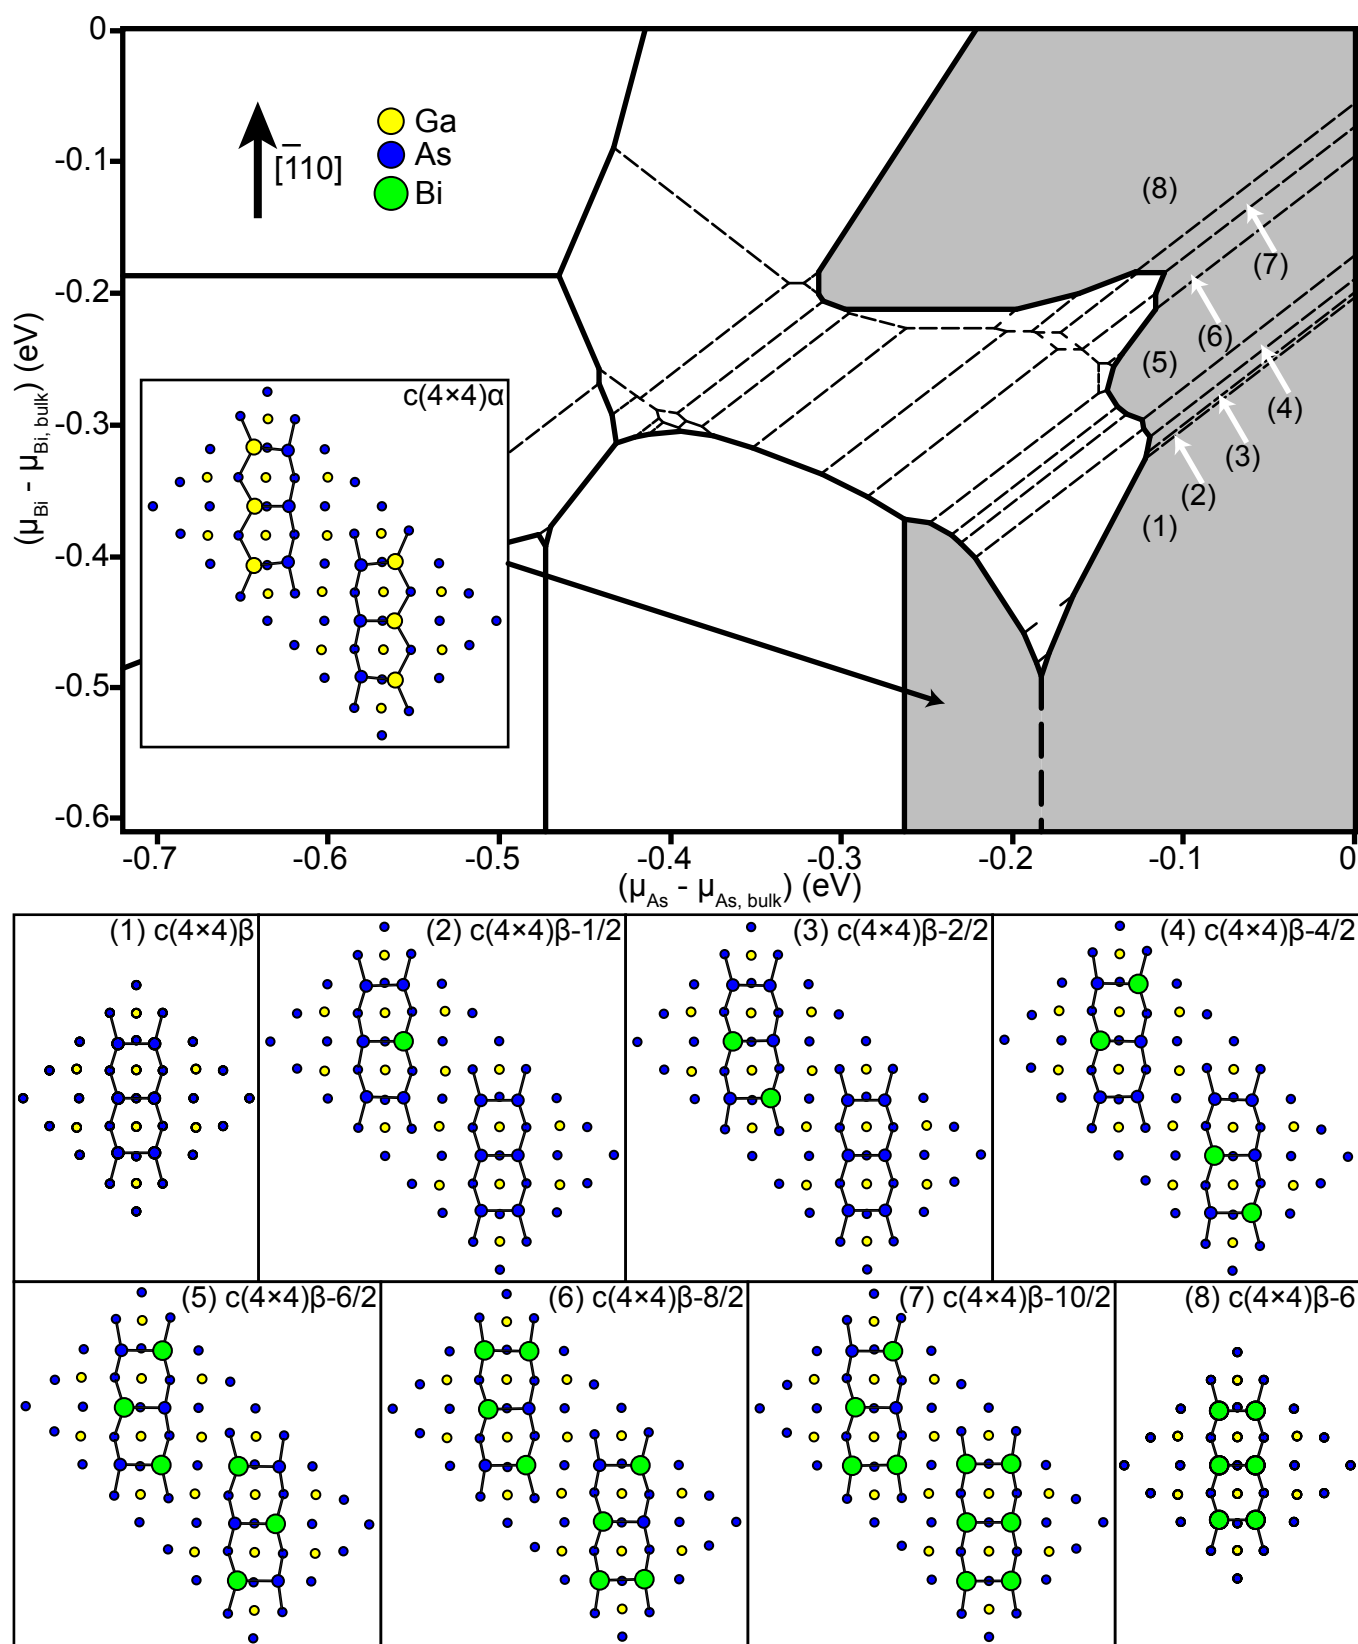 0
-0.1
-0.2
-0.3
-0.4
-0.5
-0.6
(μBi - μBi, bulk) (eV)
[1̅10]
Ga
As
Bi
c(4×4)α
(8)
(7)
(6)
(5)
(4)
(3)
(2)
(1)
-0.7 -0.6 -0.5 -0.4 -0.3 -0.2 -0.1 0
(μAs - μAs, bulk) (eV)
(1) c(4×4)β
(2) c(4×4)β-1/2
(3) c(4×4)β-2/2
(4) c(4×4)β-4/2
(5) c(4×4)β-6/2
(6) c(4×4)β-8/2
(7) c(4×4)β-10/2
(8) c(4×4)β-6